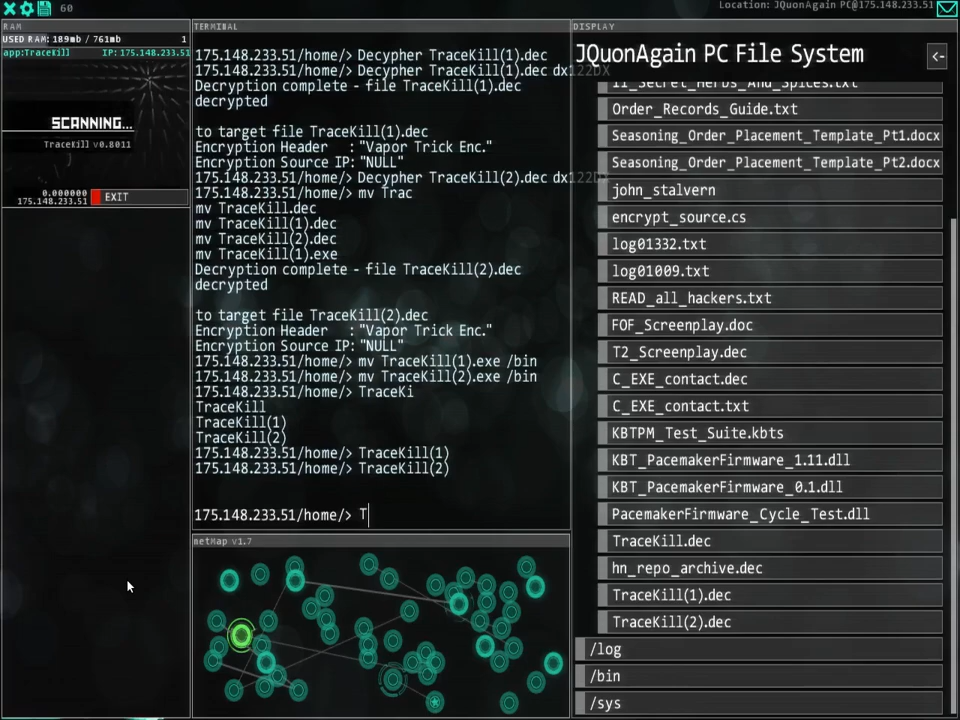 60
Location: JQuonAgain PC@175.148.233.51
RAM
USED RAM: 189mb / 761mb 1
app:TraceKill IP:175.148.233.51
SCANNING...
TraceKill v0.8011
0.000000
175.148.233.51
EXIT
TERMINAL
175.148.233.51/home/> Decypher TraceKill(1).dec
175.148.233.51/home/> Decypher TraceKill(1).dec dx122DX
Decryption complete - file TraceKill(1).dec
decrypted
to target file TraceKill(1).dec
Encryption Header : "Vapor Trick Enc."
Encryption Source IP: "NULL"
175.148.233.51/home/> Decypher TraceKill(2).dec dx122DX
175.148.233.51/home/> mv Trac
mv TraceKill.dec
mv TraceKill(1).dec
mv TraceKill(2).dec
mv TraceKill(1).exe
Decryption complete - file TraceKill(2).dec
decrypted
to target file TraceKill(2).dec
Encryption Header : "Vapor Trick Enc."
Encryption Source IP: "NULL"
175.148.233.51/home/> mv TraceKill(1).exe /bin
175.148.233.51/home/> mv TraceKill(2).exe /bin
175.148.233.51/home/> TraceKi
TraceKill
TraceKill(1)
TraceKill(2)
175.148.233.51/home/> TraceKill(1)
175.148.233.51/home/> TraceKill(2)
175.148.233.51/home/> T
netMap v1.7
DISPLAY
JQuonAgain PC File System
<-
11_Secret_Herbs_And_Spices.txt
Order_Records_Guide.txt
Seasoning_Order_Placement_Template_Pt1.docx
Seasoning_Order_Placement_Template_Pt2.docx
john_stalvern
encrypt_source.cs
log01332.txt
log01009.txt
READ_all_hackers.txt
FOF_Screenplay.doc
T2_Screenplay.dec
C_EXE_contact.dec
C_EXE_contact.txt
KBTPM_Test_Suite.kbts
KBT_PacemakerFirmware_1.11.dll
KBT_PacemakerFirmware_0.1.dll
PacemakerFirmware_Cycle_Test.dll
TraceKill.dec
hn_repo_archive.dec
TraceKill(1).dec
TraceKill(2).dec
/log
/bin
/sys